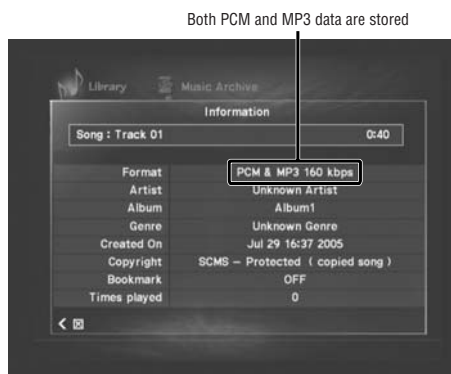 Both PCM and MP3 data are stored
Library Music Archive
Information
Song : Track 01 0:40
Format PCM & MP3 160 kbps
Artist Unknown Artist
Album Album1
Genre Unknown Genre
Created On Jul 29 16:37 2005
Copyright SCMS – Protected ( copied song )
Bookmark OFF
Times played 0